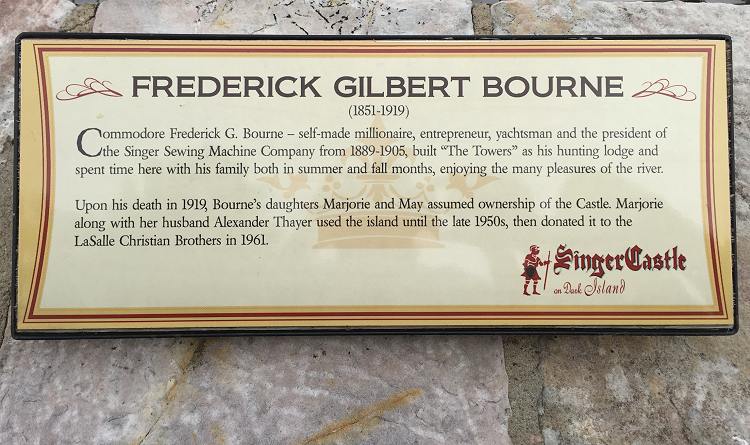 FREDERICK GILBERT BOURNE
(1851-1919)
Commodore Frederick G. Bourne – self-made millionaire, entrepreneur, yachtsman and the president of
the Singer Sewing Machine Company from 1889-1905, built “The Towers” as his hunting lodge and
spent time here with his family both in summer and fall months, enjoying the many pleasures of the river.
Upon his death in 1919, Bourne’s daughters Marjorie and May assumed ownership of the Castle. Marjorie
along with her husband Alexander Thayer used the island until the late 1950s, then donated it to the
LaSalle Christian Brothers in 1961.
SingerCastle
on Dark Island